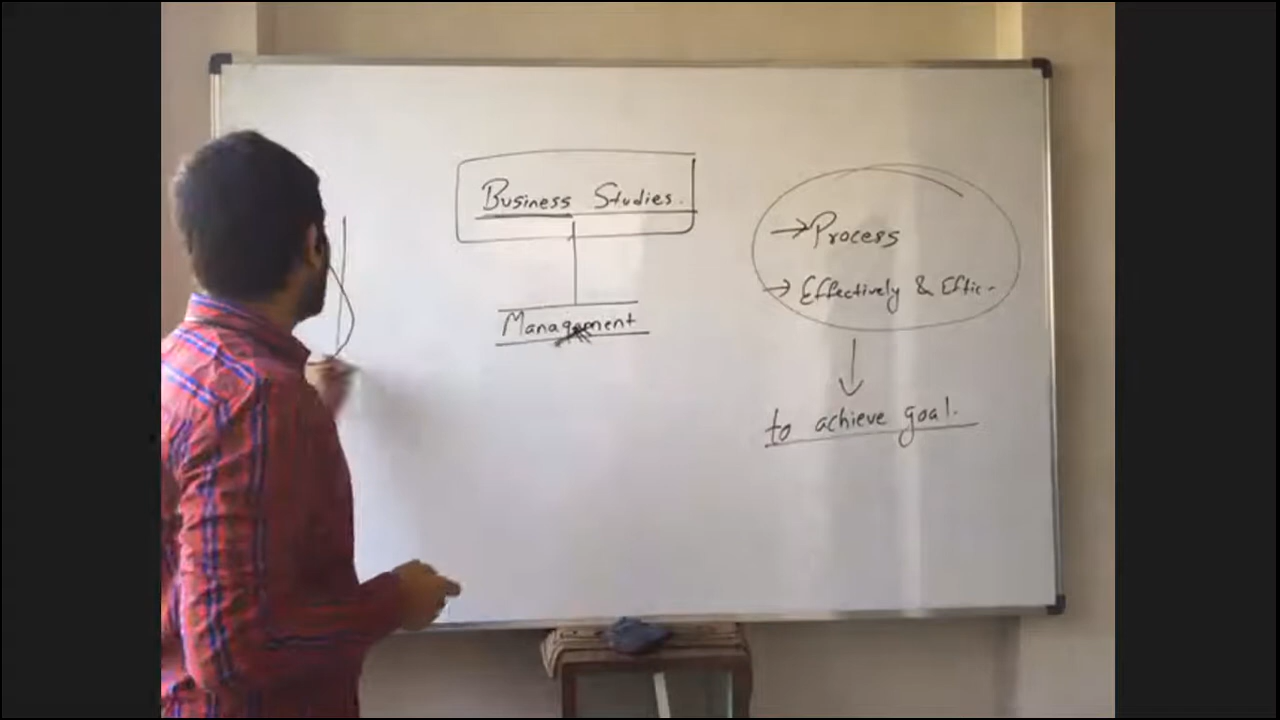 Business Studies.
Management
→ Process
→ Effectively & Effic.
to achieve goal.